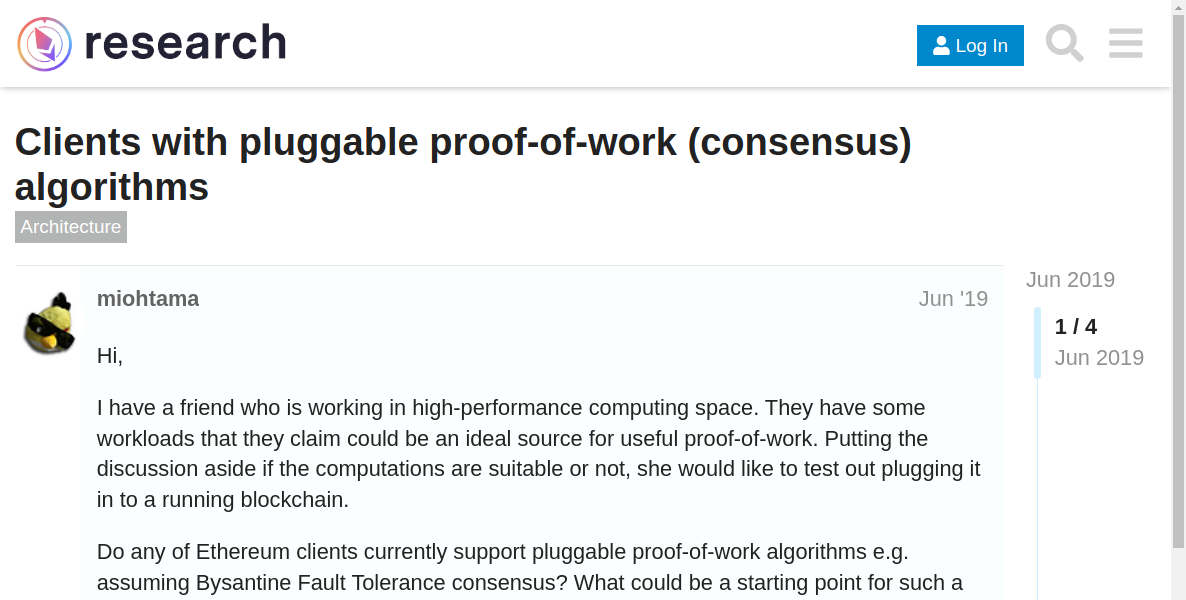 research
Log In
Clients with pluggable proof-of-work (consensus)
algorithms
Architecture
miohtama
Jun '19
Jun 2019
1 / 4
Jun 2019
Hi,
I have a friend who is working in high-performance computing space. They have some
workloads that they claim could be an ideal source for useful proof-of-work. Putting the
discussion aside if the computations are suitable or not, she would like to test out plugging it
in to a running blockchain.
Do any of Ethereum clients currently support pluggable proof-of-work algorithms e.g.
assuming Bysantine Fault Tolerance consensus? What could be a starting point for such a